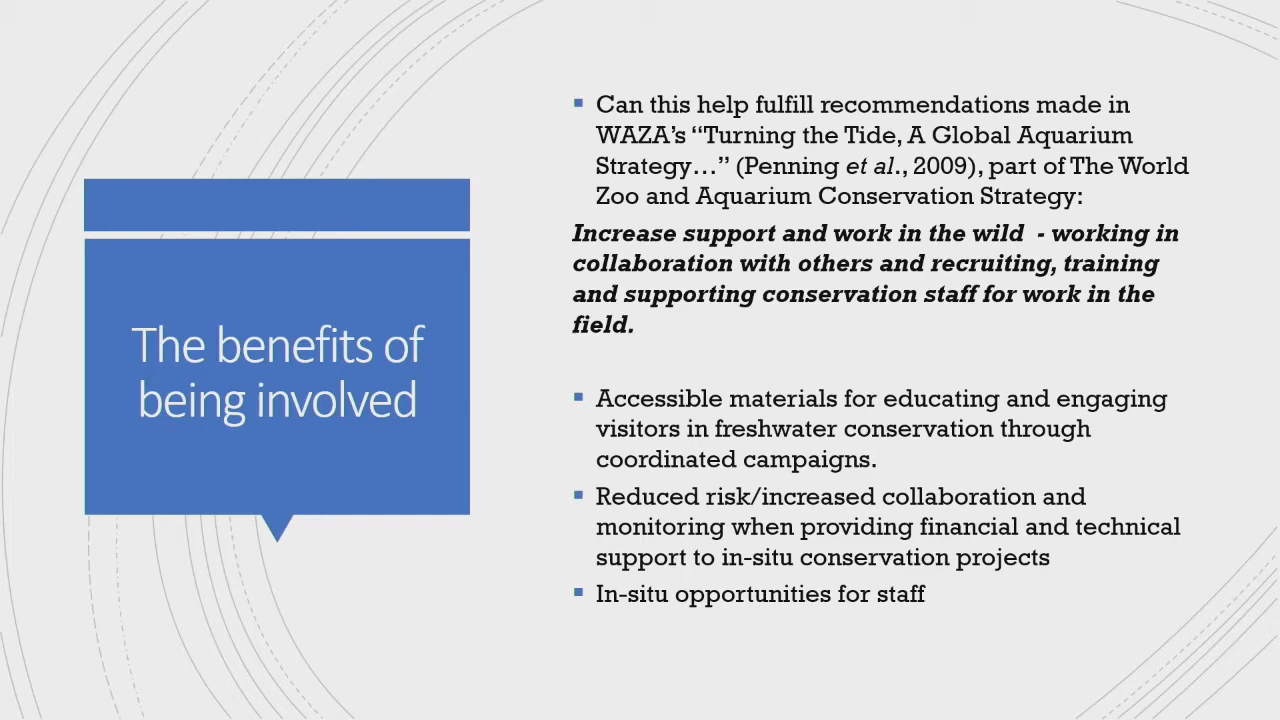 The benefits of
being involved
▪ Can this help fulfill recommendations made in
WAZA's “Turning the Tide, A Global Aquarium
Strategy…” (Penning et al., 2009), part of The World
Zoo and Aquarium Conservation Strategy:
Increase support and work in the wild - working in
collaboration with others and recruiting, training
and supporting conservation staff for work in the
field.
▪ Accessible materials for educating and engaging
visitors in freshwater conservation through
coordinated campaigns.
▪ Reduced risk/increased collaboration and
monitoring when providing financial and technical
support to in-situ conservation projects
▪ In-situ opportunities for staff